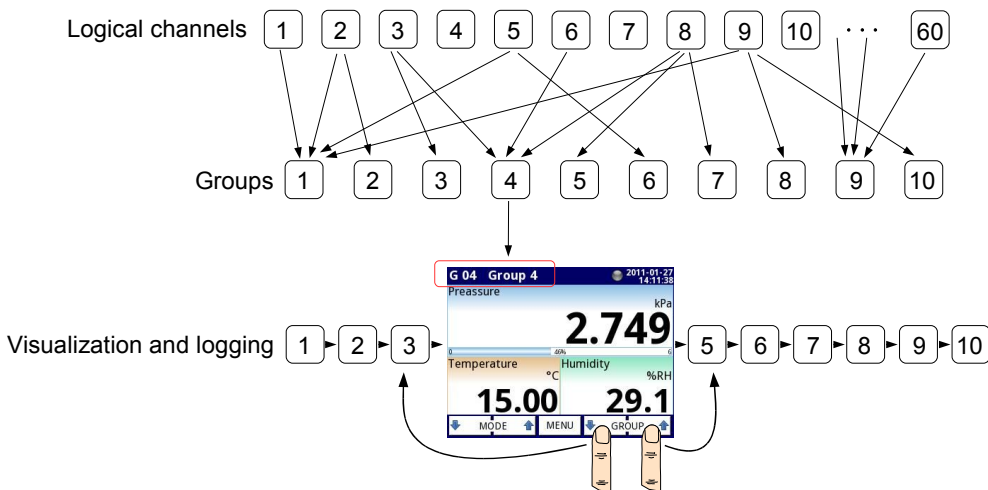 Logical channels 1 2 3 4 5 6 7 8 9 10 ... 60
Groups 1 2 3 4 5 6 7 8 9 10
G 04 Group 4 2011-01-27
14:11:38
Preassure
kPa
2.749
0 46% 6
Visualization and logging 1 2 3 5 6 7 8 9 10
Temperature Humidity
°C %RH
15.00 29.1
MODE MENU GROUP